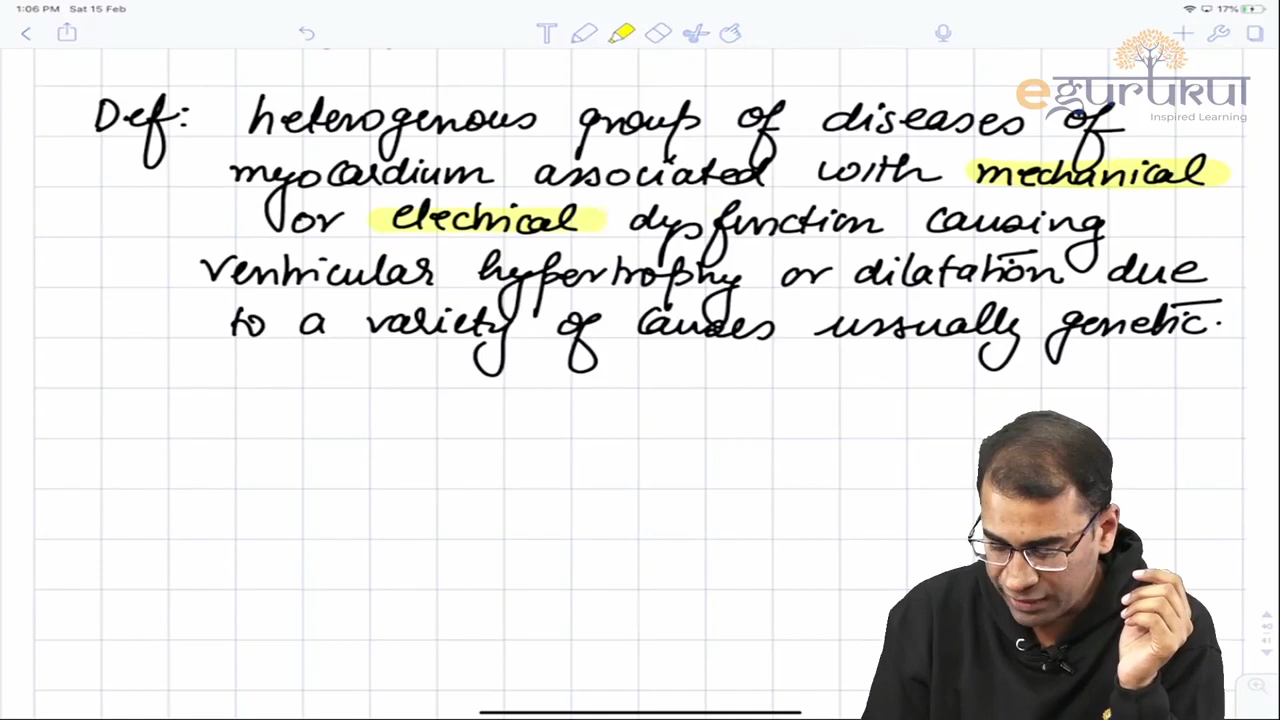 1:06 PM Sat 15 Feb
17%
egurukul
Inspired Learning
Def: heterogenous group of diseases of
myocardium associated with mechanical
or electrical dysfunction causing
ventricular hypertrophy or dilatation due
to a variety of causes ussually genetic.